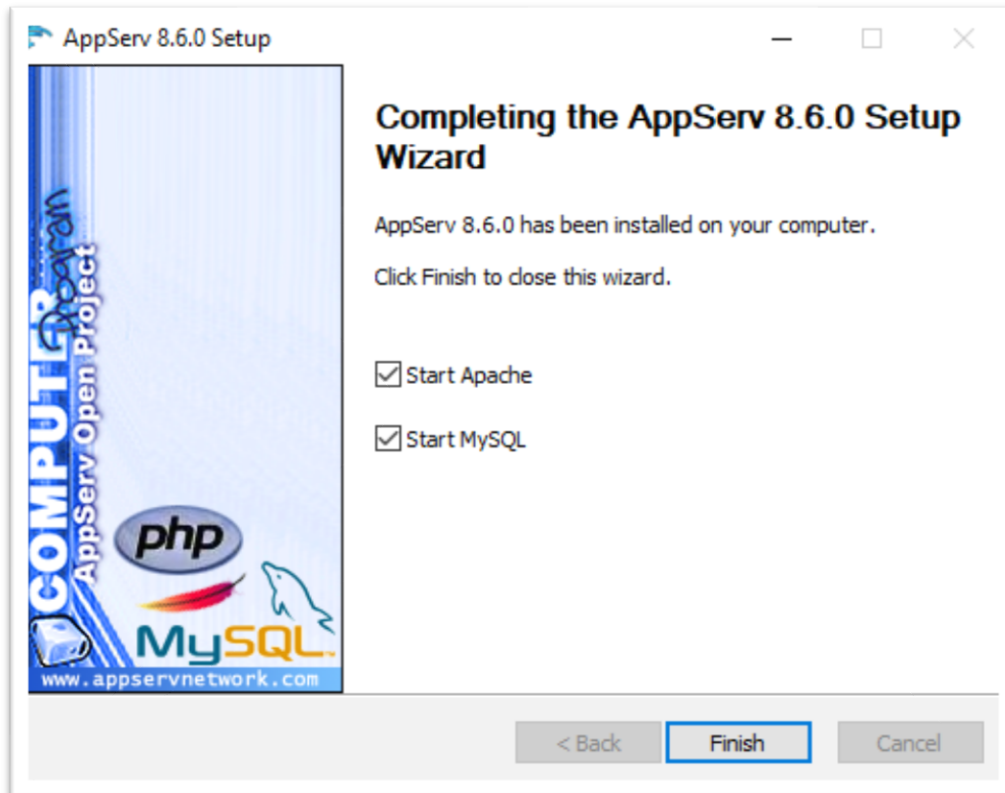 AppServ 8.6.0 Setup
Completing the AppServ 8.6.0 Setup
Wizard
AppServ 8.6.0 has been installed on your computer.
Click Finish to close this wizard.
Start Apache
Start MySQL
COMPUTER
Program
AppServ Open Project
php
MySQL
www.appservnetwork.com
< Back
Finish
Cancel